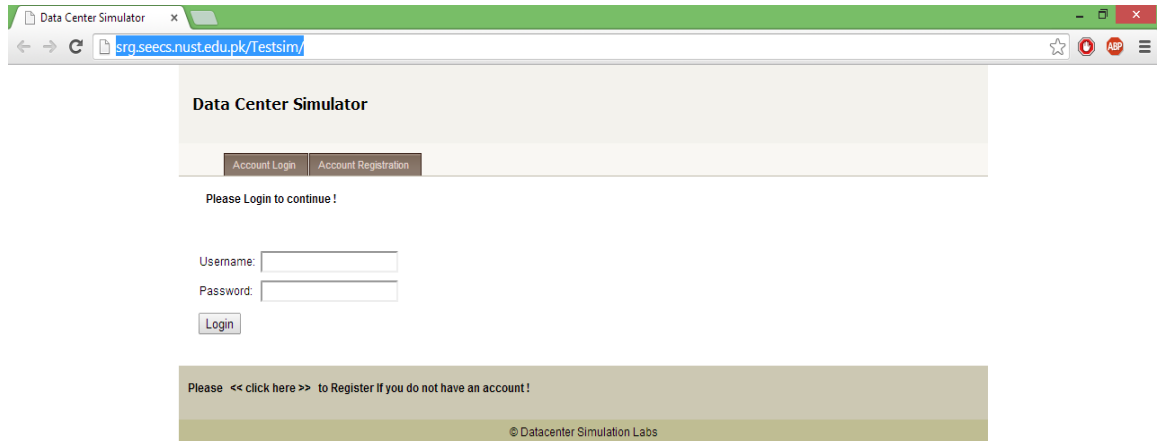 Data Center Simulator
srg.seecs.nust.edu.pk/Testsim/
ABP
Data Center Simulator
Account Login Account Registration
Please Login to continue !
Username:
Password:
Login
Please << click here >> to Register If you do not have an account !
© Datacenter Simulation Labs